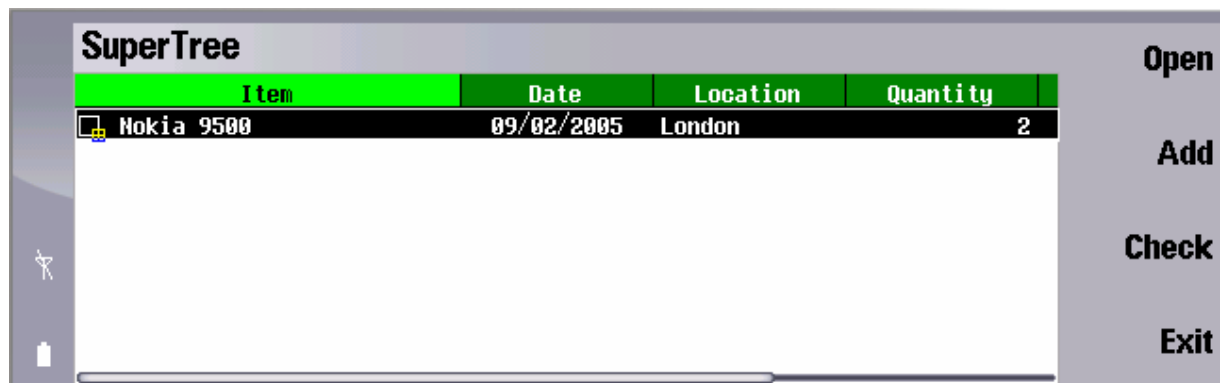 SuperTree
Open
Item Date Location Quantity
Nokia 9500 09/02/2005 London 2
Add
Check
Exit